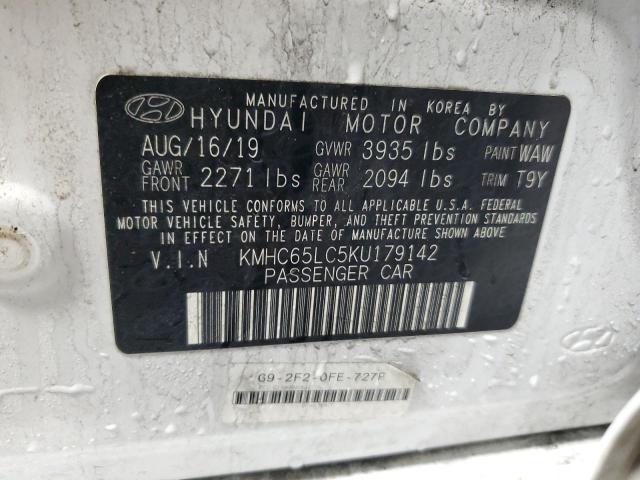 MANUFACTURED IN KOREA BY
HYUNDAI MOTOR COMPANY
AUG/16/19 GVWR 3935 lbs PAINT WAW
GAWR FRONT 2271 lbs GAWR REAR 2094 lbs TRIM T9Y
THIS VEHICLE CONFORMS TO ALL APPLICABLE U.S.A. FEDERAL
MOTOR VEHICLE SAFETY, BUMPER, AND THEFT PREVENTION STANDARDS
IN EFFECT ON THE DATE OF MANUFACTURE SHOWN ABOVE.
V.I.N KMHC65LC5KU179142
PASSENGER CAR
G9-2F2-0FE-727P